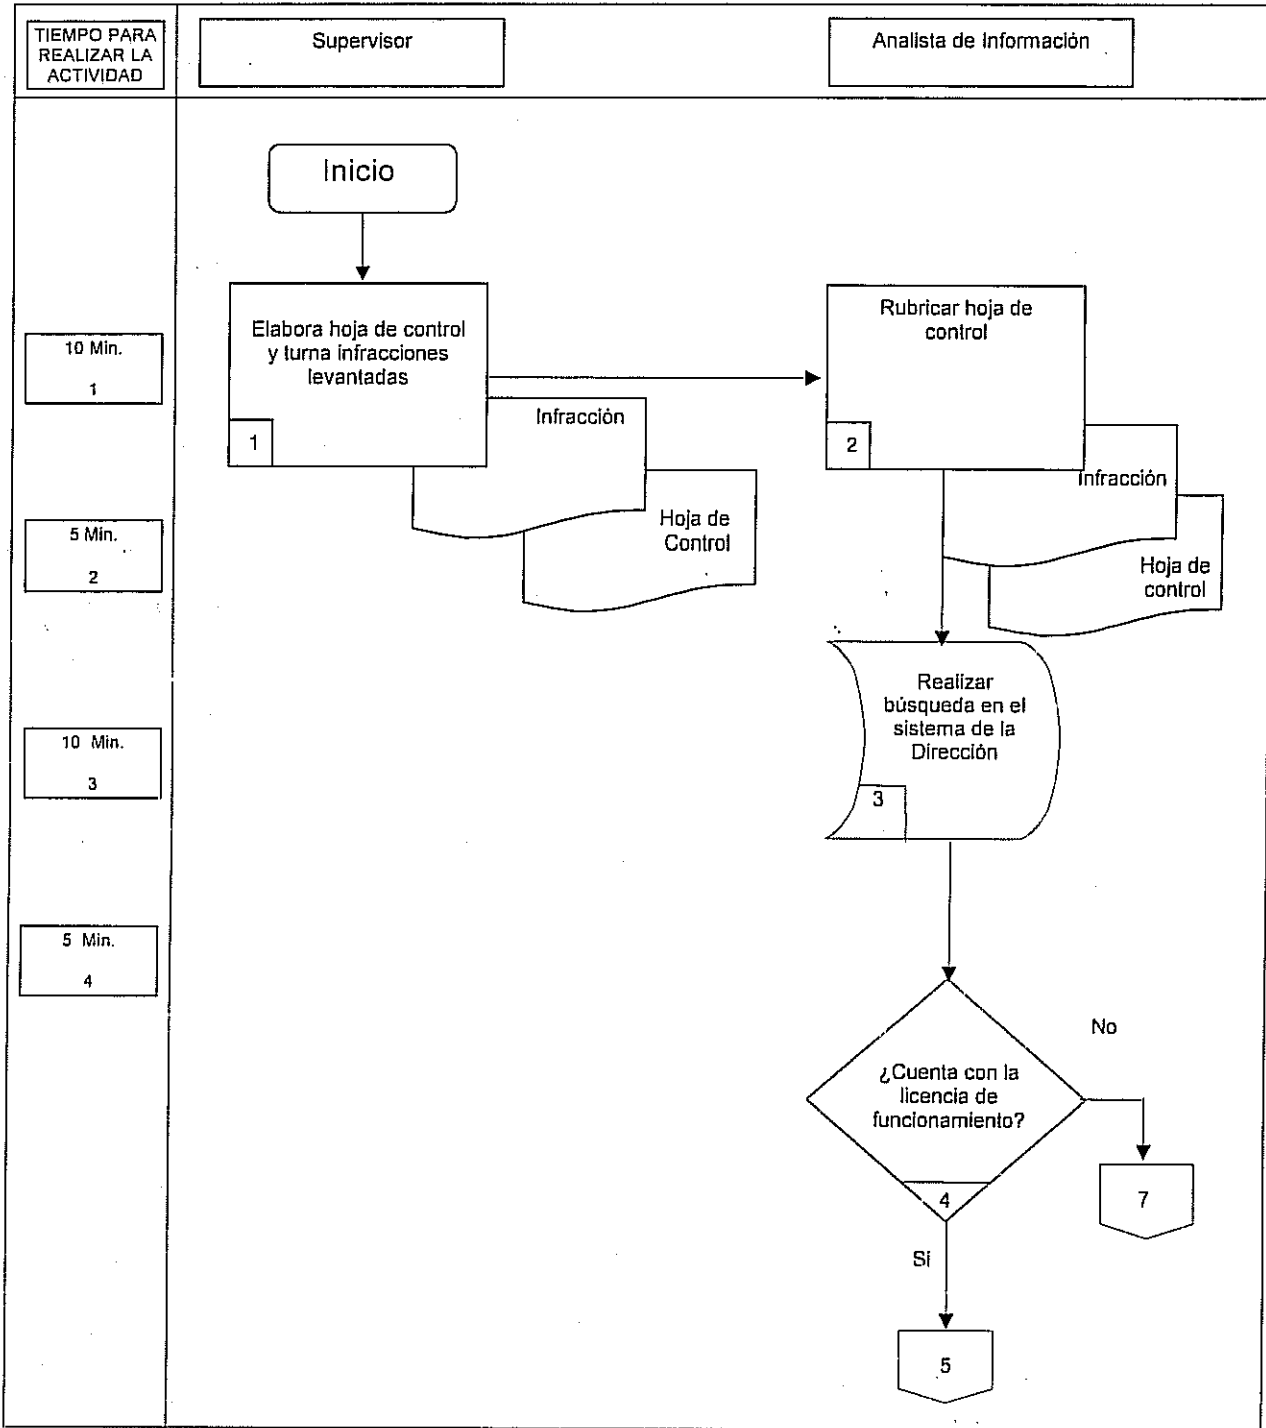 TIEMPO PARA
REALIZAR LA
ACTIVIDAD
Supervisor
Analista de Información
Inicio
Elabora hoja de control
y turna infracciones
levantadas
1
Infracción
Hoja de
Control
Rubricar hoja de
control
2
Infracción
Hoja de
control
10 Min.
1
5 Min.
2
10 Min.
3
5 Min.
4
Realizar
búsqueda en el
sistema de la
Dirección
3
¿Cuenta con la
licencia de
funcionamiento?
4
No
7
Si
5